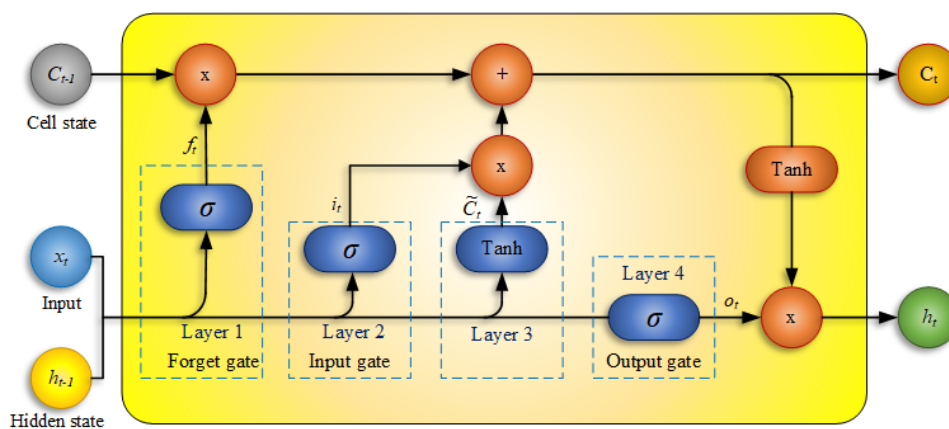 C_{t-1}
x
+
C_t
Cell state
f_t
x
Tanh
σ
i_t
C̃_t
x_t
σ
Tanh
Layer 4
Input
σ
o_t
x
h_t
Layer 1
Layer 2
Layer 3
Forget gate
Input gate
Output gate
h_{t-1}
Hidden state